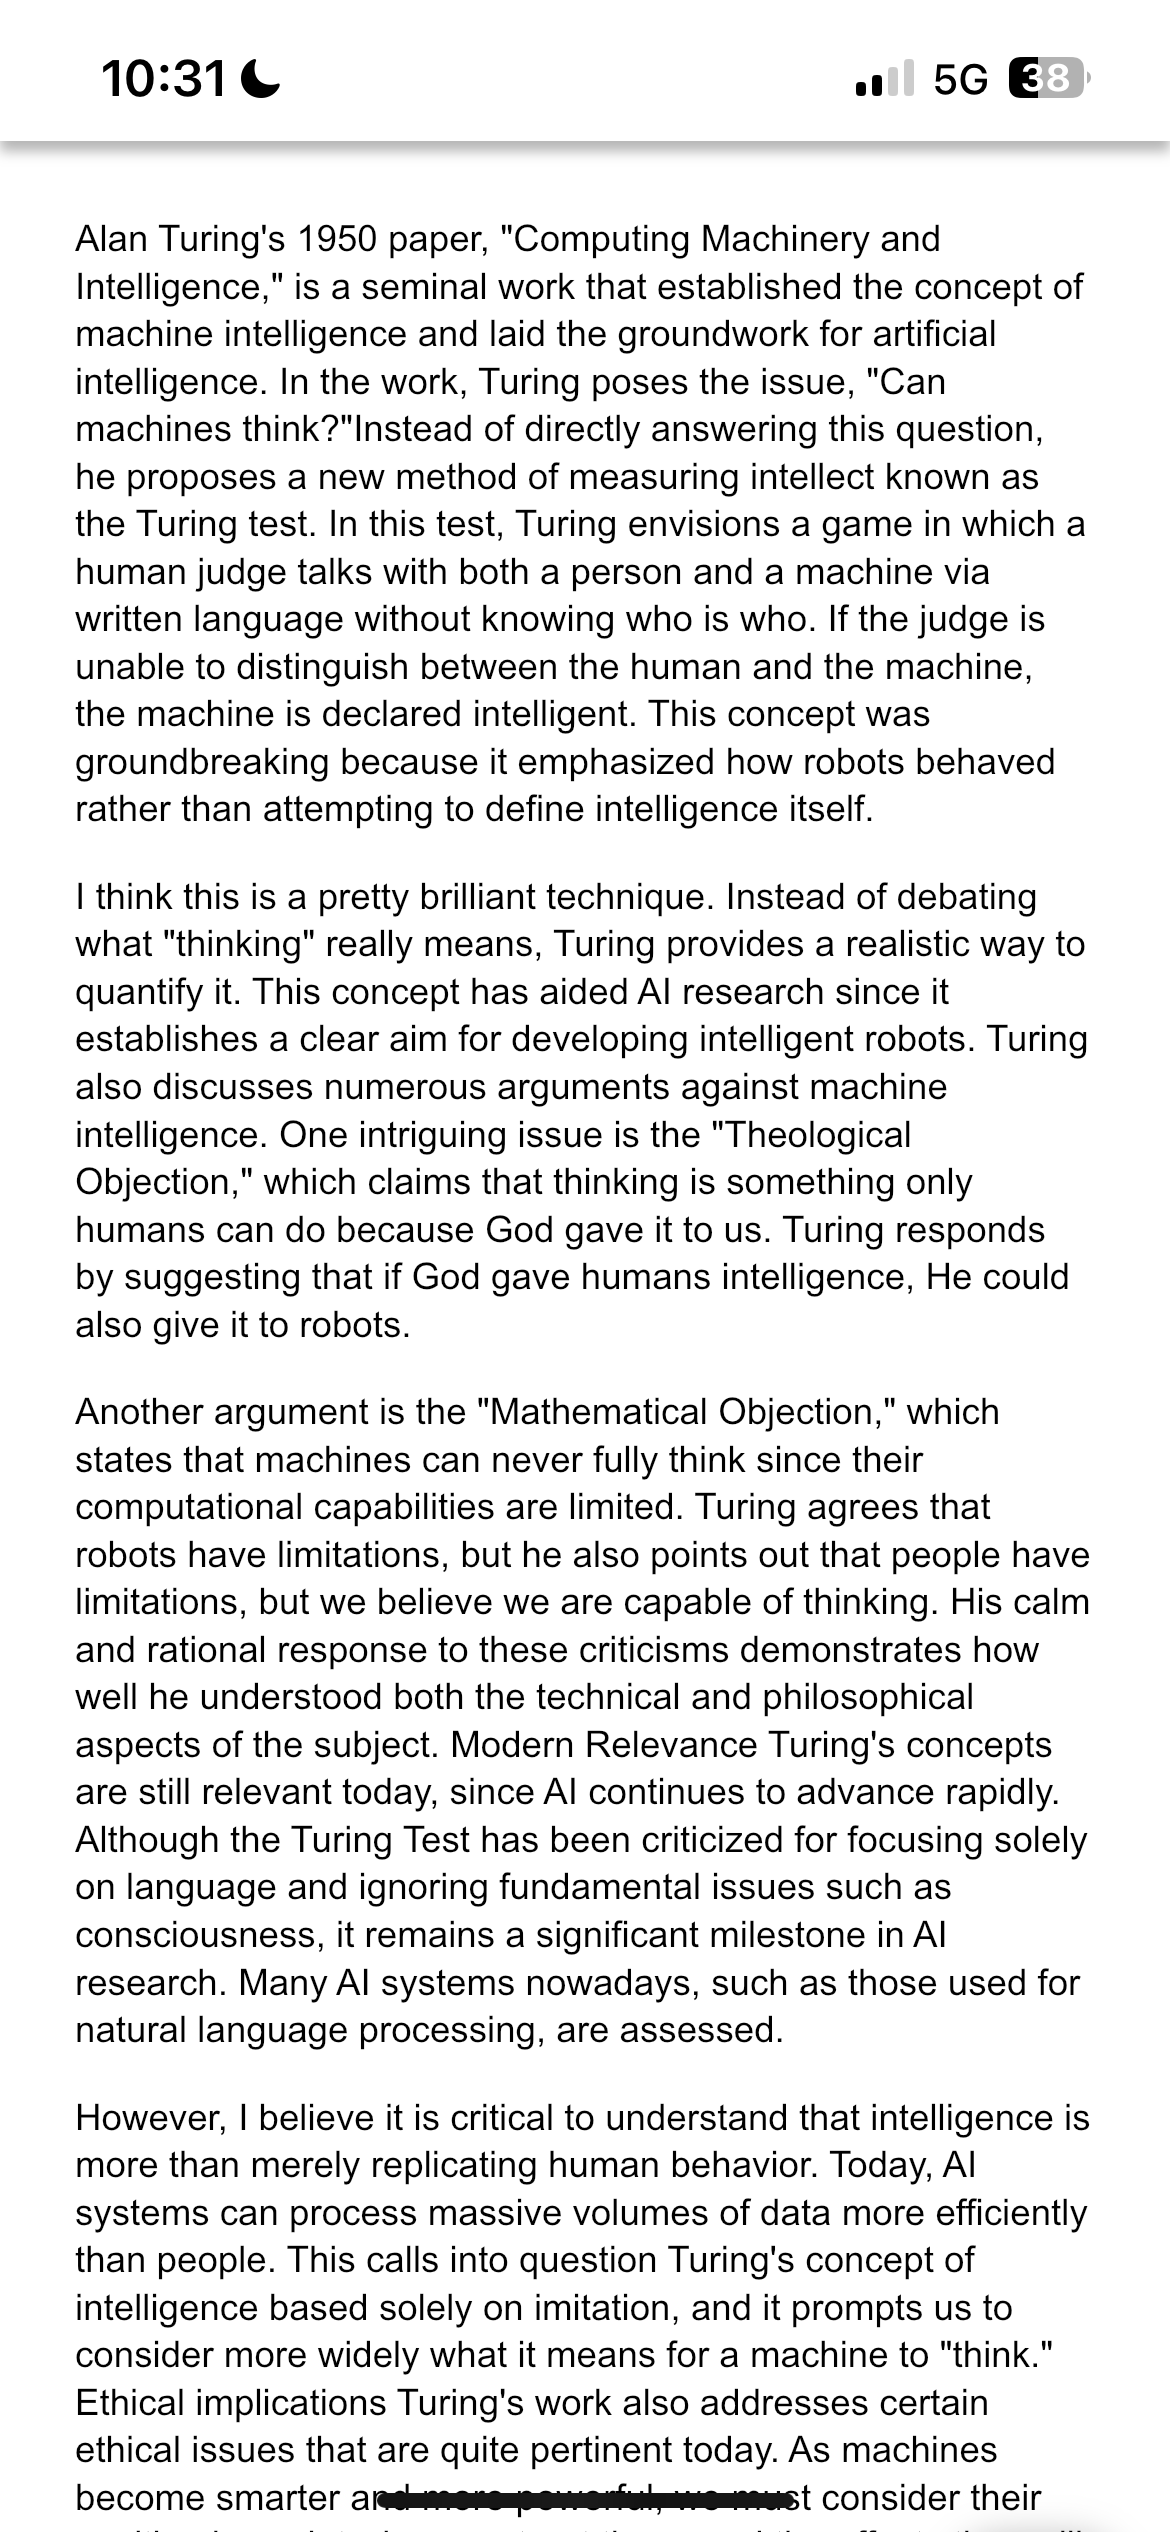 10:31
5G 38
Alan Turing's 1950 paper, "Computing Machinery and
Intelligence," is a seminal work that established the concept of
machine intelligence and laid the groundwork for artificial
intelligence. In the work, Turing poses the issue, "Can
machines think?"Instead of directly answering this question,
he proposes a new method of measuring intellect known as
the Turing test. In this test, Turing envisions a game in which a
human judge talks with both a person and a machine via
written language without knowing who is who. If the judge is
unable to distinguish between the human and the machine,
the machine is declared intelligent. This concept was
groundbreaking because it emphasized how robots behaved
rather than attempting to define intelligence itself.
I think this is a pretty brilliant technique. Instead of debating
what "thinking" really means, Turing provides a realistic way to
quantify it. This concept has aided AI research since it
establishes a clear aim for developing intelligent robots. Turing
also discusses numerous arguments against machine
intelligence. One intriguing issue is the "Theological
Objection," which claims that thinking is something only
humans can do because God gave it to us. Turing responds
by suggesting that if God gave humans intelligence, He could
also give it to robots.
Another argument is the "Mathematical Objection," which
states that machines can never fully think since their
computational capabilities are limited. Turing agrees that
robots have limitations, but he also points out that people have
limitations, but we believe we are capable of thinking. His calm
and rational response to these criticisms demonstrates how
well he understood both the technical and philosophical
aspects of the subject. Modern Relevance Turing's concepts
are still relevant today, since AI continues to advance rapidly.
Although the Turing Test has been criticized for focusing solely
on language and ignoring fundamental issues such as
consciousness, it remains a significant milestone in AI
research. Many AI systems nowadays, such as those used for
natural language processing, are assessed.
However, I believe it is critical to understand that intelligence is
more than merely replicating human behavior. Today, AI
systems can process massive volumes of data more efficiently
than people. This calls into question Turing's concept of
intelligence based solely on imitation, and it prompts us to
consider more widely what it means for a machine to "think."
Ethical implications Turing's work also addresses certain
ethical issues that are quite pertinent today. As machines
become smarter and more powerful, we must consider their